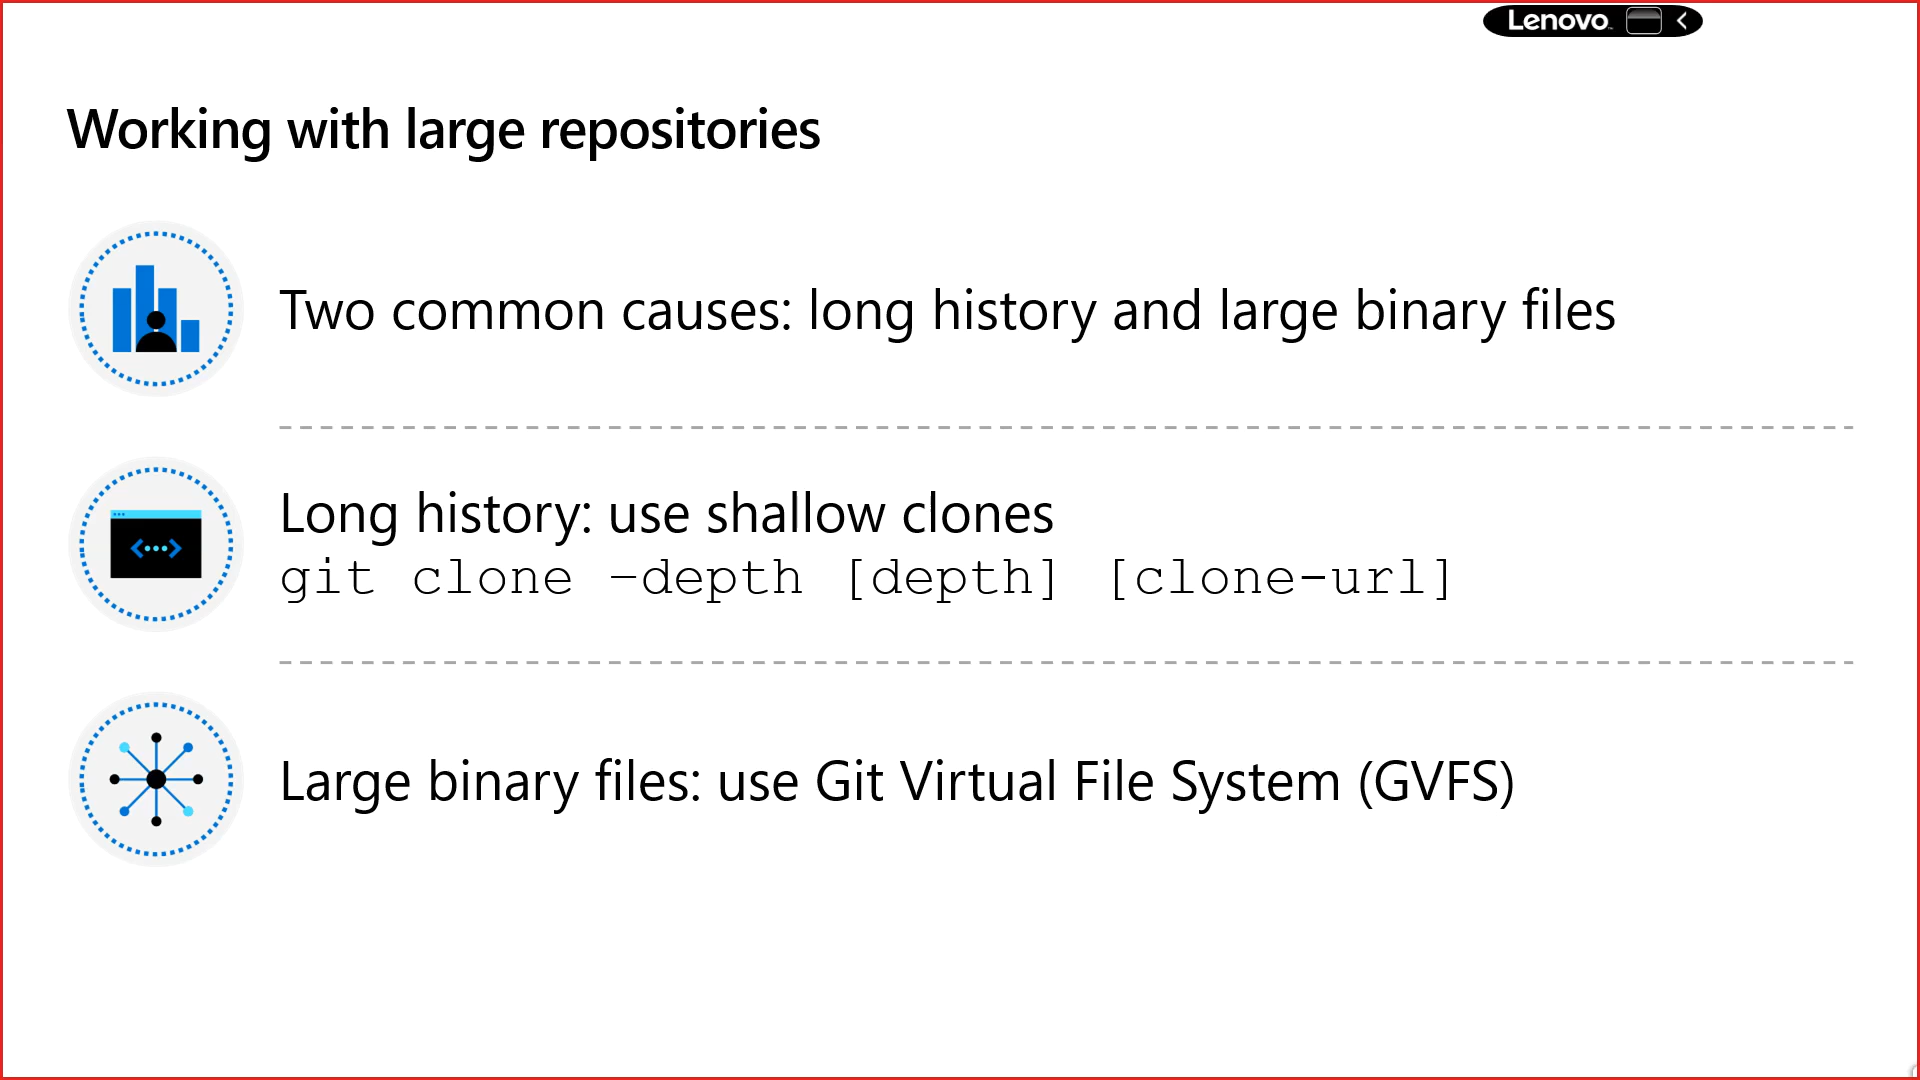 Lenovo
Working with large repositories
Two common causes: long history and large binary files
Long history: use shallow clones
git clone –depth [depth] [clone-url]
Large binary files: use Git Virtual File System (GVFS)